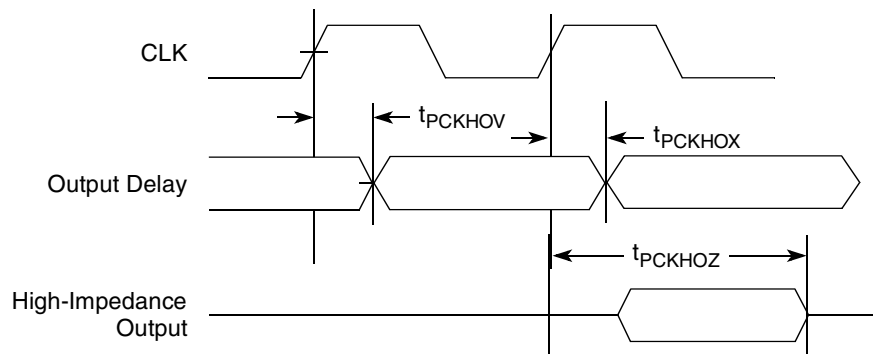 CLK
tPCKHOV
tPCKHOX
Output Delay
tPCKHOZ
High-Impedance
Output